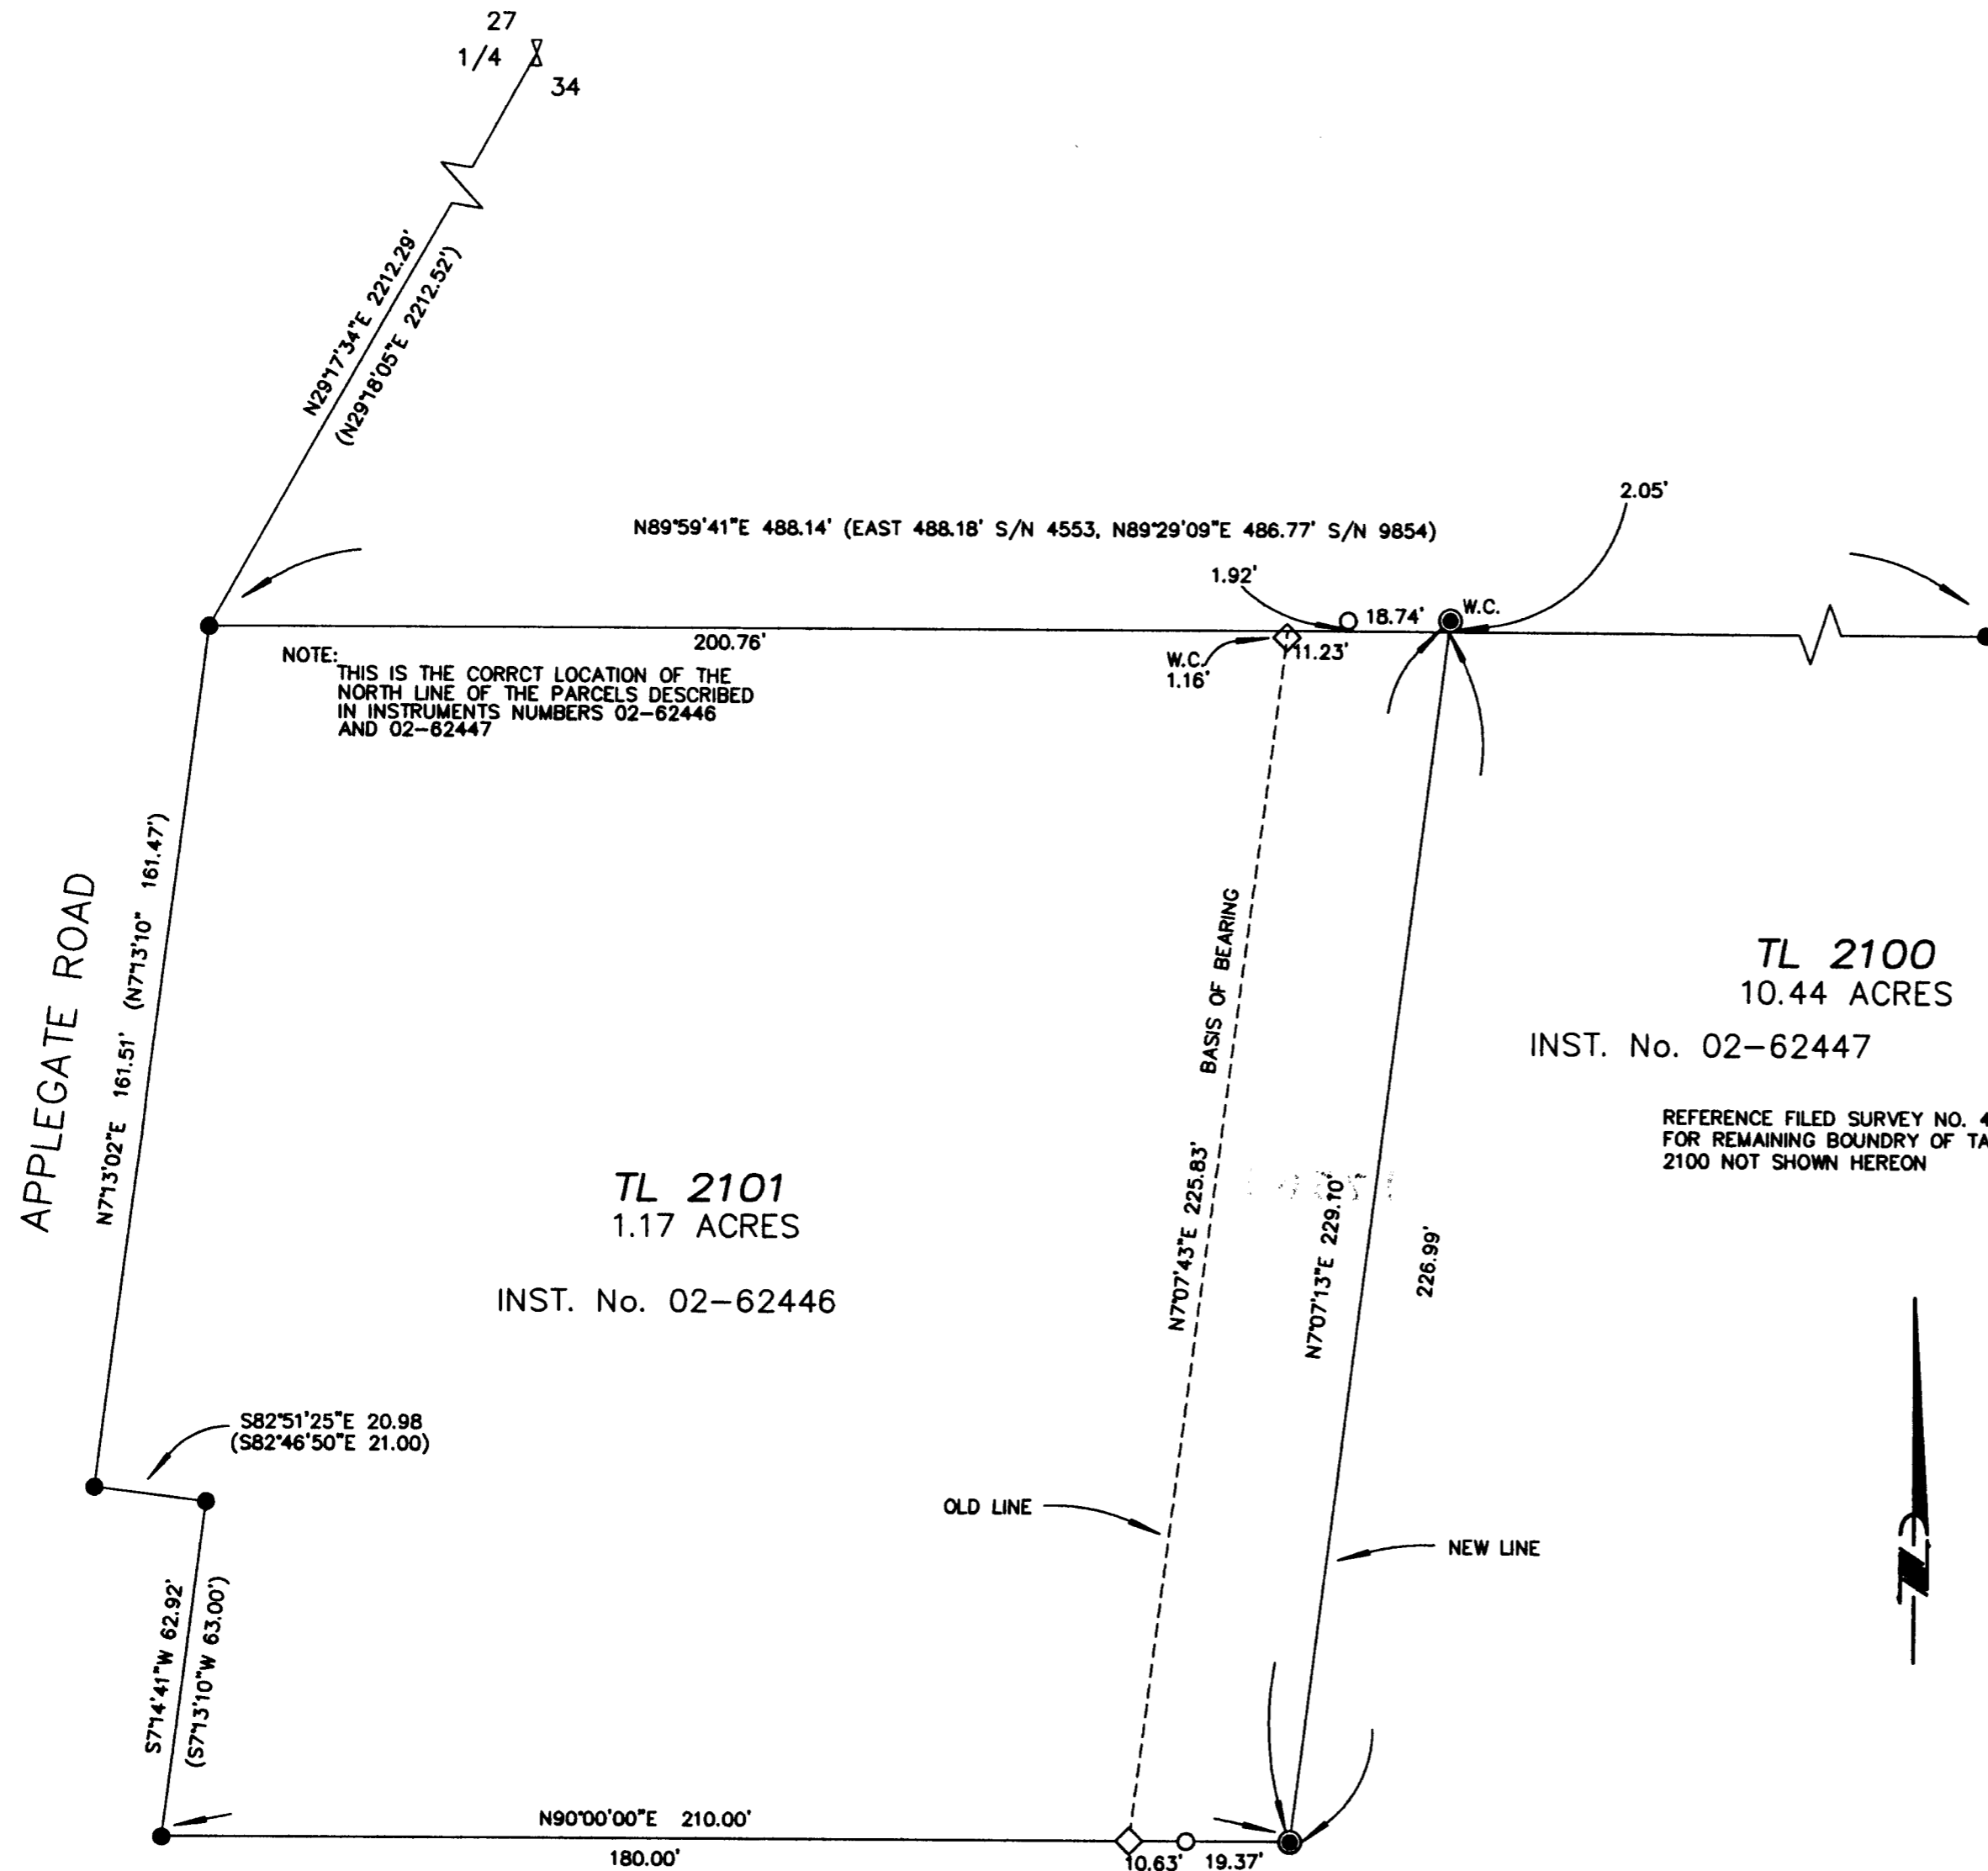 27
1/4
34
N29°17'34"E 2212.29'
(N29°18'05"E 2212.52')
N89°59'41"E 488.14' (EAST 488.18' S/N 4553, N89°29'09"E 486.77' S/N 9854)
2.05'
1.92'
18.74'
W.C.
200.76'
W.C.
1.16'
11.23'
NOTE:
THIS IS THE CORRCT LOCATION OF THE
NORTH LINE OF THE PARCELS DESCRIBED
IN INSTRUMENTS NUMBERS 02-62446
AND 02-62447
APPLEGATE ROAD
N7°13'02"E 161.51' (N7°13'10" 161.47')
BASIS OF BEARING
N7°07'43"E 225.83'
N7°07'13"E 229.10'
226.99'
TL 2100
10.44 ACRES
INST. No. 02-62447
REFERENCE FILED SURVEY NO. 4
FOR REMAINING BOUNDRY OF TA
2100 NOT SHOWN HEREON
TL 2101
1.17 ACRES
INST. No. 02-62446
S82°51'25"E 20.98
(S82°46'50"E 21.00)
OLD LINE
NEW LINE
N
S7°14'41"W 62.92'
(S7°13'10"W 63.00')
N90°00'00"E 210.00'
180.00'
10.63'
19.37'